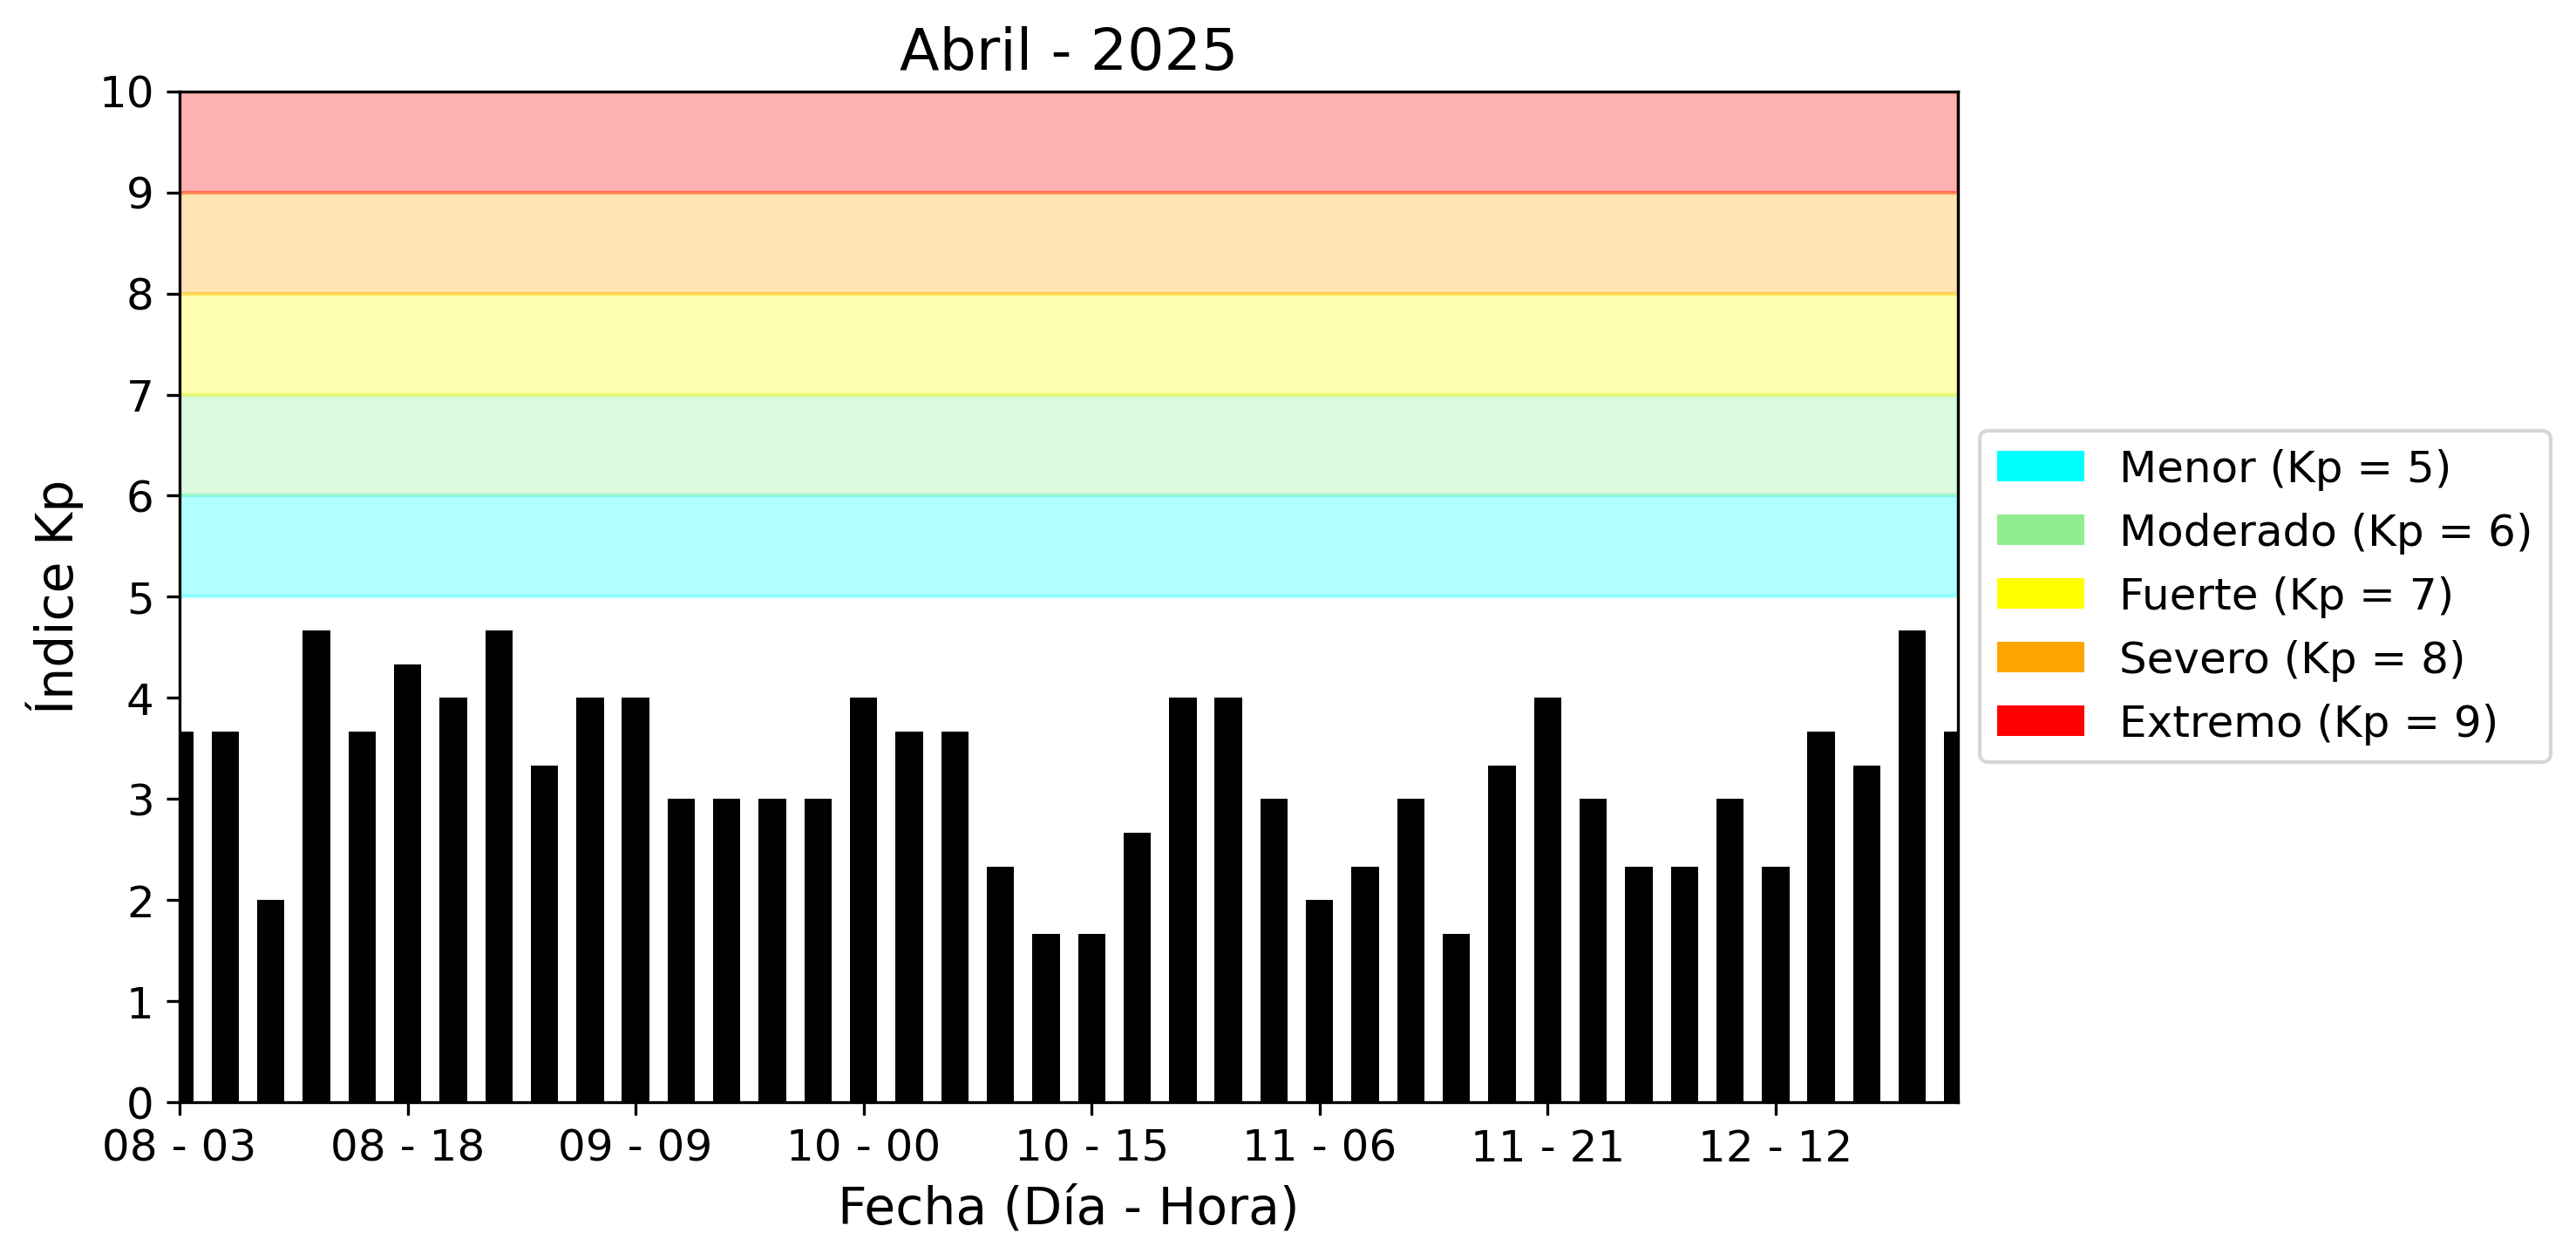 Abril - 2025
10
9
8
7
6
5
4
3
2
1
0
Índice Kp
08 - 03
08 - 18
09 - 09
10 - 00
10 - 15
11 - 06
11 - 21
12 - 12
Fecha (Día - Hora)
Menor (Kp = 5)
Moderado (Kp = 6)
Fuerte (Kp = 7)
Severo (Kp = 8)
Extremo (Kp = 9)